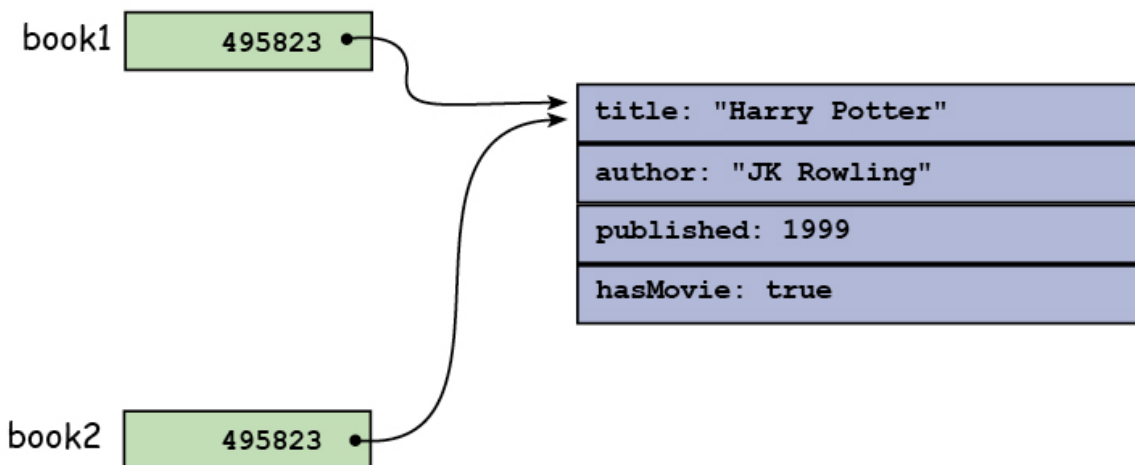 book1
495823
title: "Harry Potter"
author: "JK Rowling"
published: 1999
hasMovie: true
book2
495823